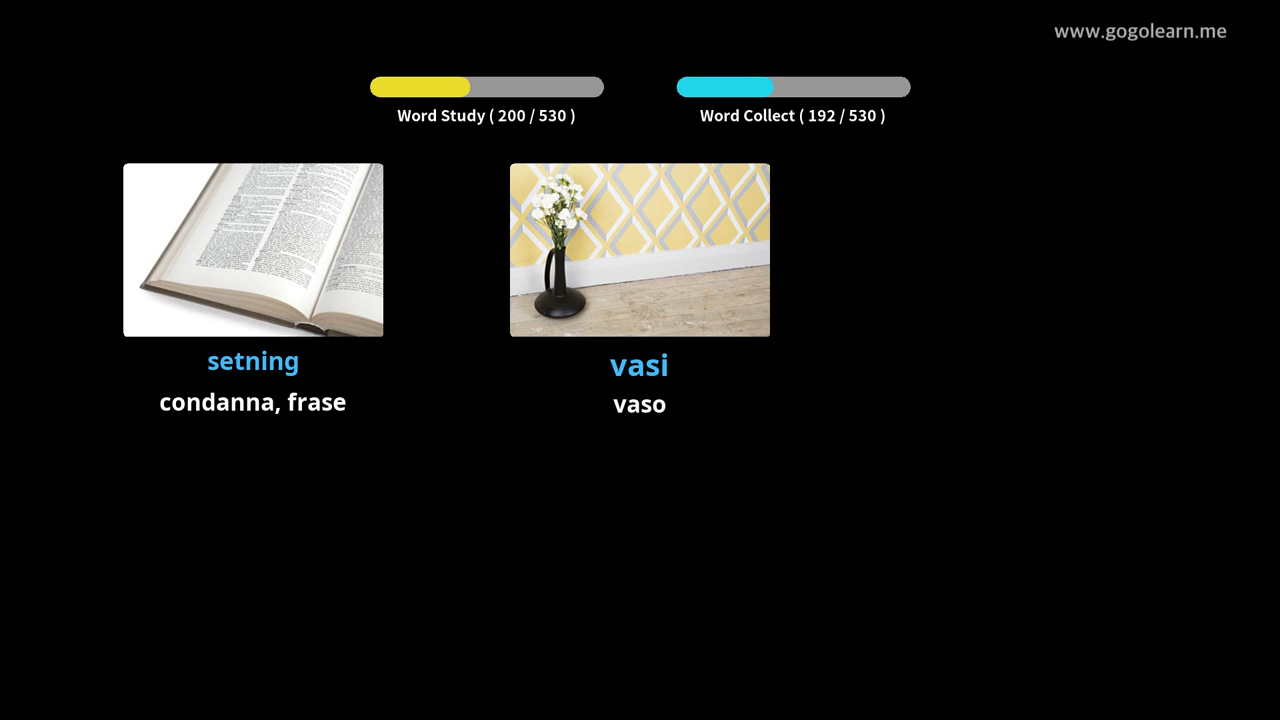 www.gogolearn.me
Word Study ( 200 / 530 )
Word Collect ( 192 / 530 )
setning
condanna, frase
vasi
vaso